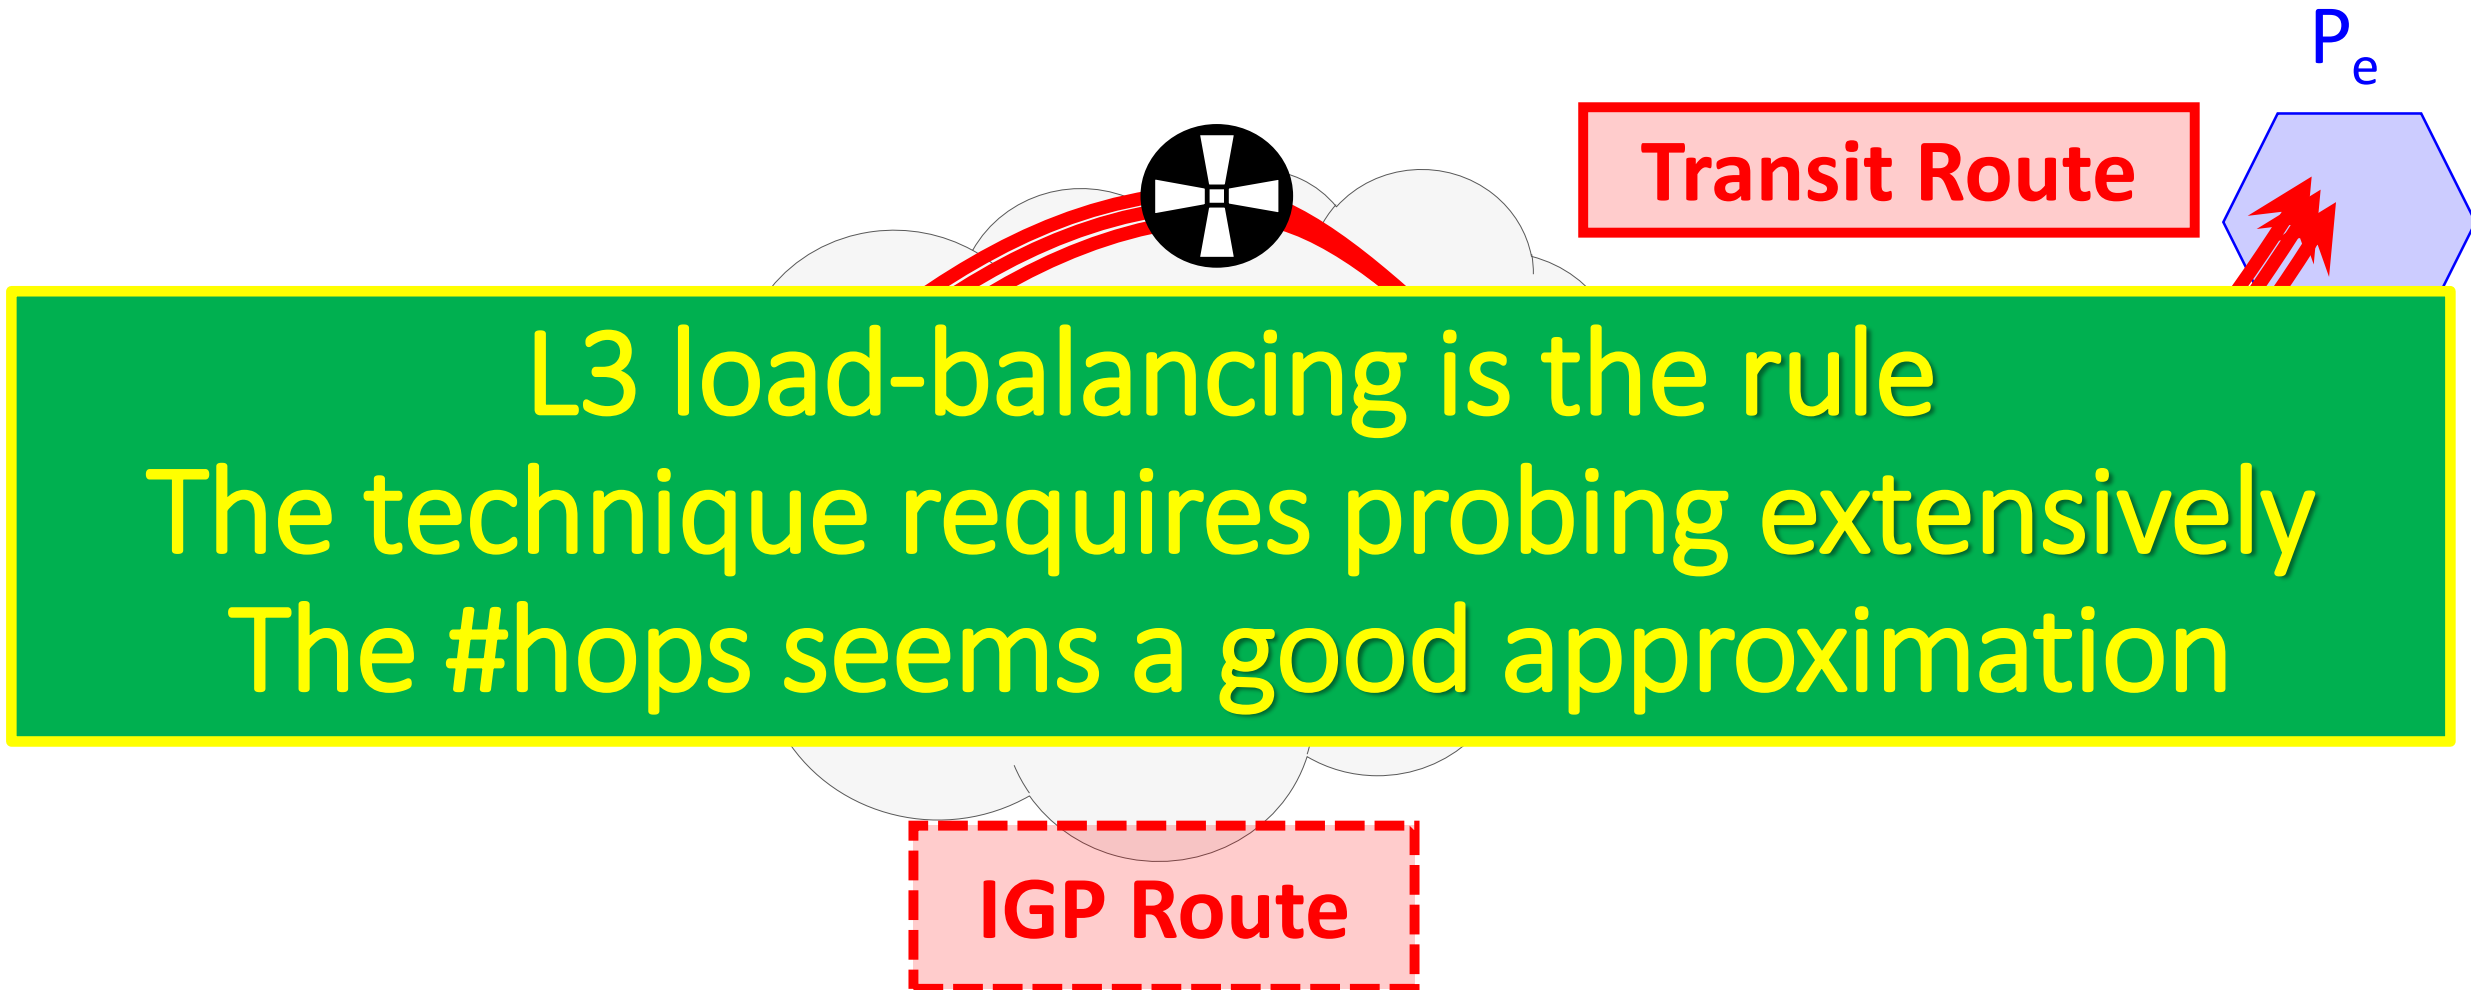 Pe
Transit Route
L3 load-balancing is the rule
The technique requires probing extensively
The #hops seems a good approximation
IGP Route